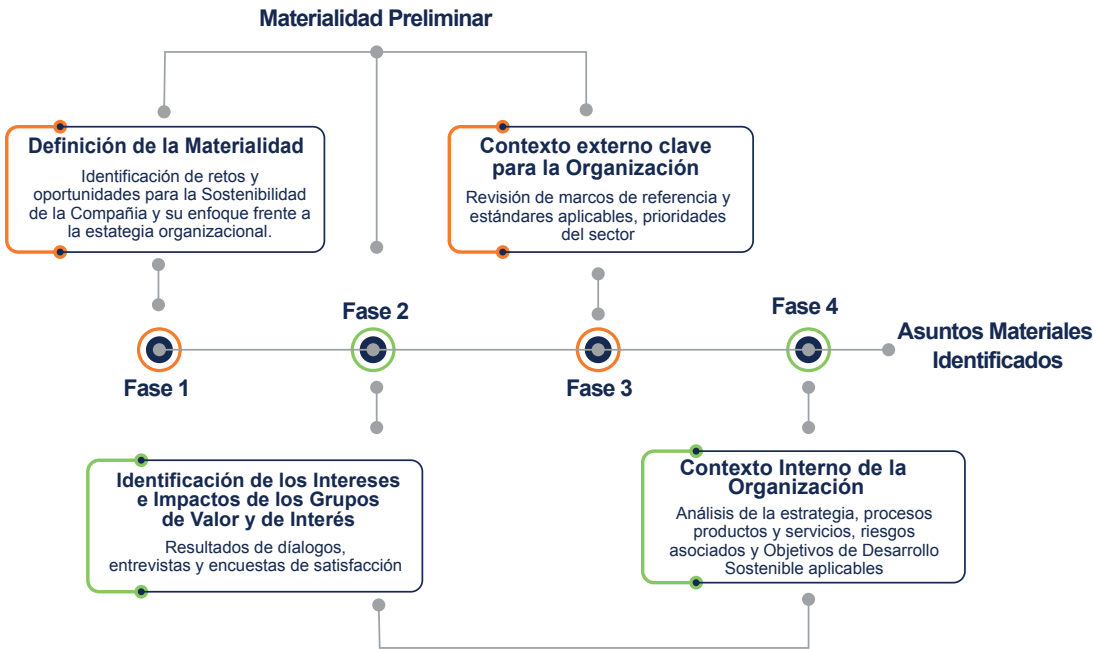 Materialidad Preliminar
Definición de la Materialidad
Identificación de retos y
oportunidades para la Sostenibilidad
de la Compañia y su enfoque frente a
la estategia organizacional.
Contexto externo clave
para la Organización
Revisión de marcos de referencia y
estándares aplicables, prioridades
del sector
Fase 1
Fase 2
Fase 3
Fase 4
Asuntos Materiales
Identificados
Identificación de los Intereses
e Impactos de los Grupos
de Valor y de Interés
Resultados de díalogos,
entrevistas y encuestas de satisfacción
Contexto Interno de la
Organización
Análisis de la estrategia, procesos
productos y servicios, riesgos
asociados y Objetivos de Desarrollo
Sostenible aplicables